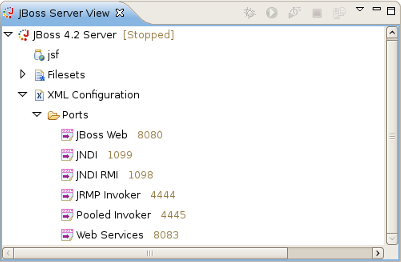 JBoss Server View
JBoss 4.2 Server [Stopped]
jsf
Filesets
XML Configuration
Ports
JBoss Web 8080
JNDI 1099
JNDI RMI 1098
JRMP Invoker 4444
Pooled Invoker 4445
Web Services 8083